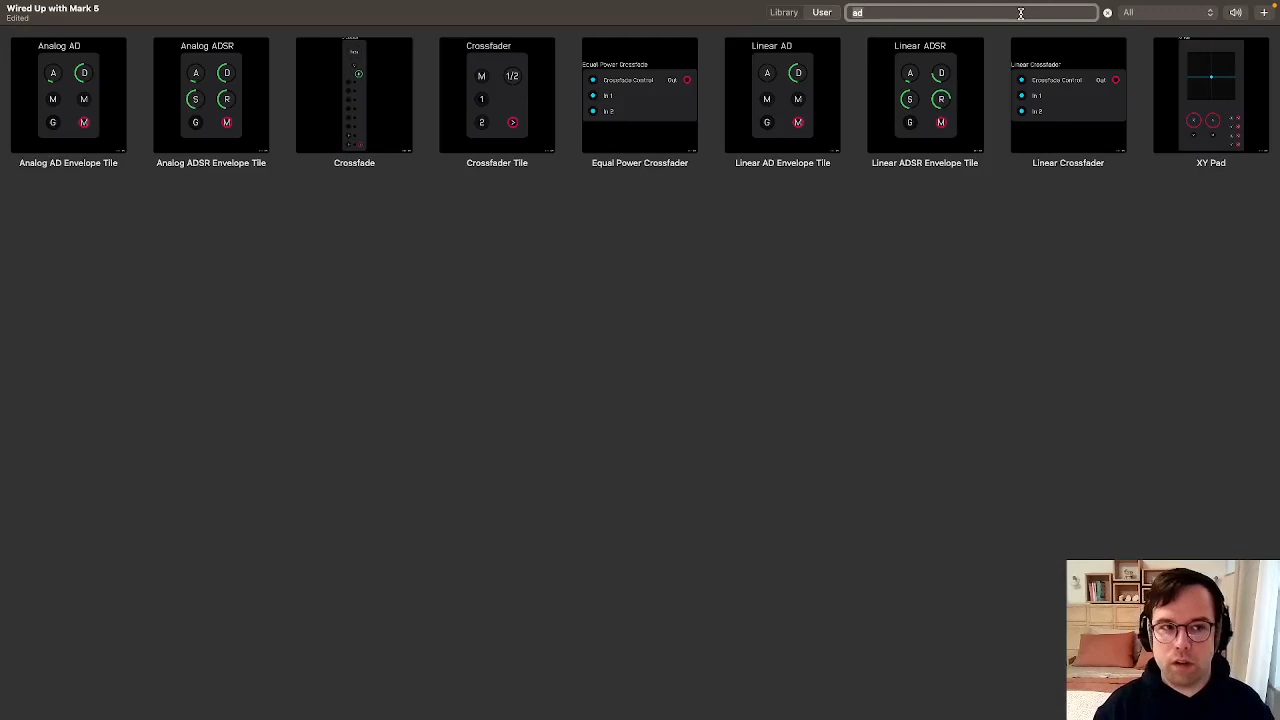 Wired Up with Mark 5
Edited
Library
User
ad
All
Analog AD
A
D
M
M
G
M
Analog AD Envelope Tile
Analog ADSR
A
D
S
R
G
M
Analog ADSR Envelope Tile
Crossfade
Crossfader
M
1/2
1
2
>
Crossfader Tile
Equal Power Crossfade
Crossfade Control
Out
In 1
In 2
Equal Power Crossfader
Linear AD
A
D
M
M
G
M
Linear AD Envelope Tile
Linear ADSR
A
D
S
R
G
M
Linear ADSR Envelope Tile
Linear Crossfader
Crossfade Control
Out
In 1
In 2
Linear Crossfader
XY Pad